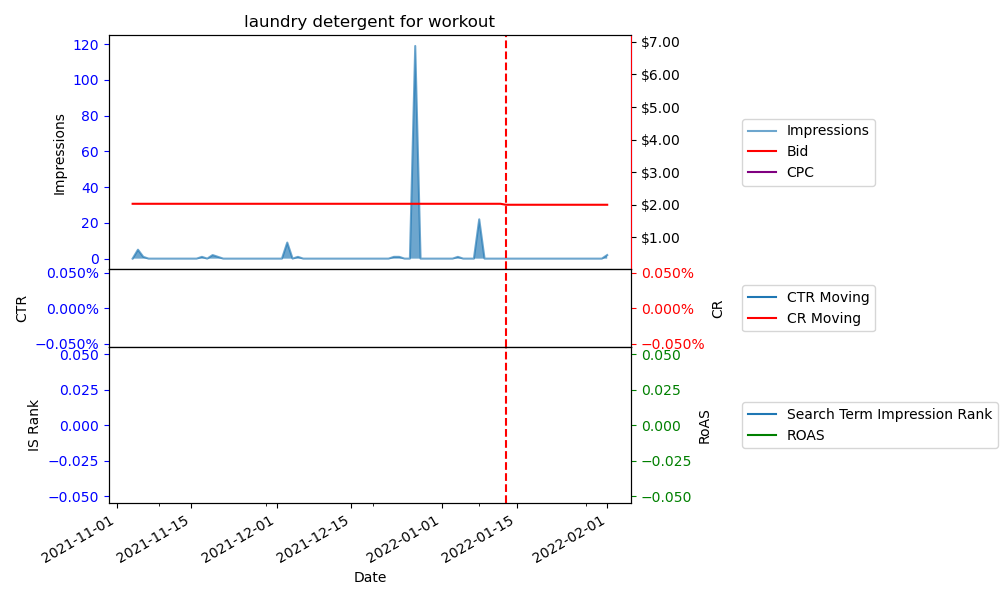 laundry detergent for workout
120
100
80
60
40
20
0
Impressions
$7.00
$6.00
$5.00
$4.00
$3.00
$2.00
$1.00
Impressions
Bid
CPC
0.050%
0.000%
−0.050%
CTR
0.050%
0.000%
−0.050%
CR
CTR Moving
CR Moving
0.050
0.025
0.000
−0.025
−0.050
IS Rank
0.050
0.025
0.000
−0.025
−0.050
RoAS
Search Term Impression Rank
ROAS
2021-11-01
2021-11-15
2021-12-01
2021-12-15
2022-01-01
2022-01-15
2022-02-01
Date